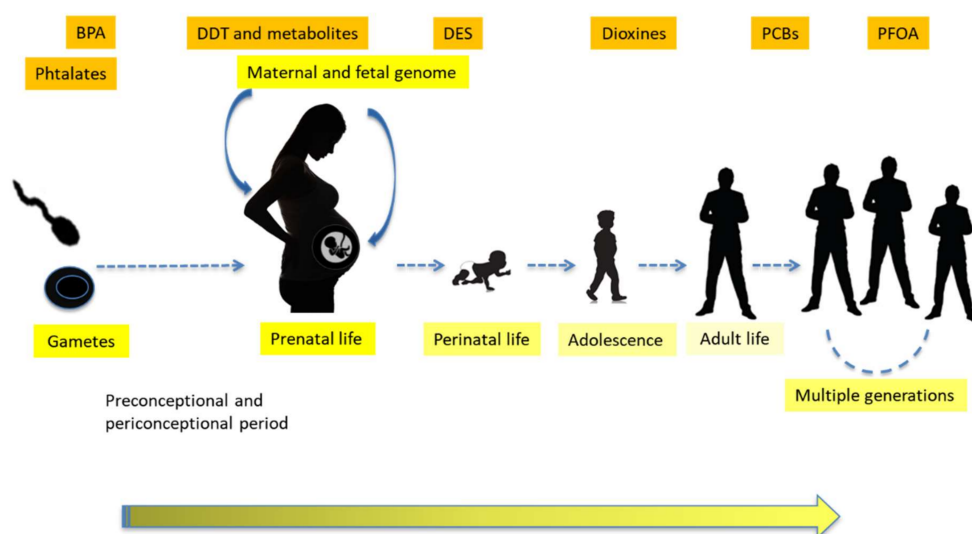 BPA
DDT and metabolites
DES
Dioxines
PCBs
PFOA
Phtalates
Maternal and fetal genome
Gametes
Prenatal life
Perinatal life
Adolescence
Adult life
Multiple generations
Preconceptional and
periconceptional period